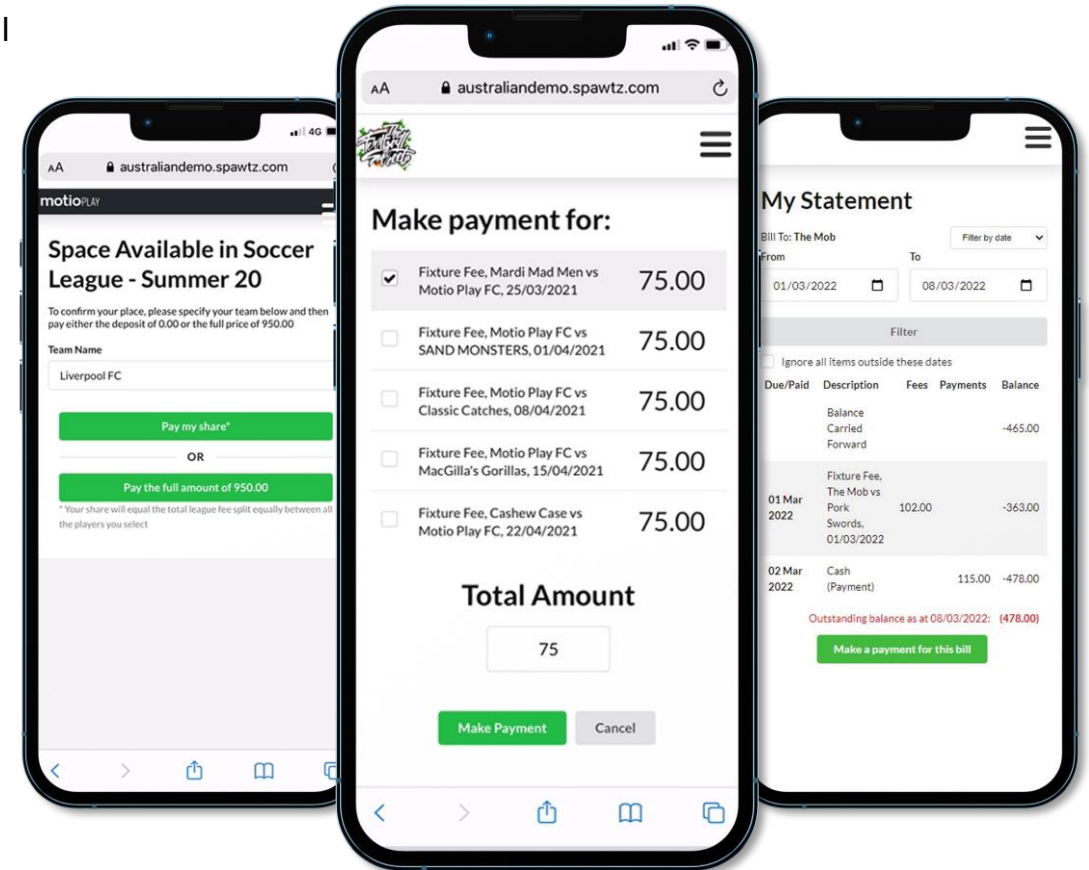 l
4G
AA australiandemo.spawtz.com
motioPLAY
Space Available in Soccer
League - Summer 20
To confirm your place, please specify your team below and then
pay either the deposit of 0.00 or the full price of 950.00
Team Name
Liverpool FC
Pay my share*
OR
Pay the full amount of 950.00
* Your share will equal the total league fee split equally between all
the players you select
AA australiandemo.spawtz.com
Make payment for:
Fixture Fee, Mardi Mad Men vs
Motio Play FC, 25/03/2021
75.00
Fixture Fee, Motio Play FC vs
SAND MONSTERS, 01/04/2021
75.00
Fixture Fee, Motio Play FC vs
Classic Catches, 08/04/2021
75.00
Fixture Fee, Motio Play FC vs
MacGilla's Gorillas, 15/04/2021
75.00
Fixture Fee, Cashew Case vs
Motio Play FC, 22/04/2021
75.00
Total Amount
75
Make Payment Cancel
My Statement
Bill To: The Mob
Filter by date
From To
01/03/2022 08/03/2022
Filter
Ignore all items outside these dates
Due/Paid Description Fees Payments Balance
Balance
Carried -465.00
Forward
Fixture Fee,
The Mob vs
01 Mar Pork 102.00 -363.00
2022 Swords,
01/03/2022
02 Mar Cash 115.00 -478.00
2022 (Payment)
Outstanding balance as at 08/03/2022: (478.00)
Make a payment for this bill